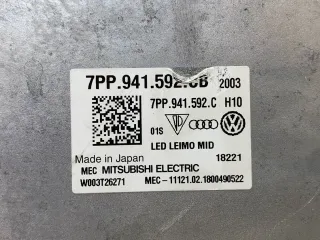 7PP.941.592.CB 2003
7PP.941.592.C H10
01S
LED LEIMO MID
Made in Japan 18221
MEC MITSUBISHI ELECTRIC
W003T26271 MEC-11121.02.1800490522